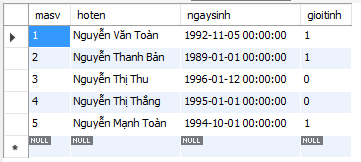 masv hoten ngaysinh gioitinh
1 Nguyễn Văn Toàn 1992-11-05 00:00:00 1
2 Nguyễn Thanh Bản 1989-01-01 00:00:00 1
3 Nguyễn Thị Thu 1996-01-12 00:00:00 0
4 Nguyễn Thị Thắng 1995-01-01 00:00:00 0
5 Nguyễn Mạnh Toàn 1994-10-01 00:00:00 1
NULL NULL NULL NULL